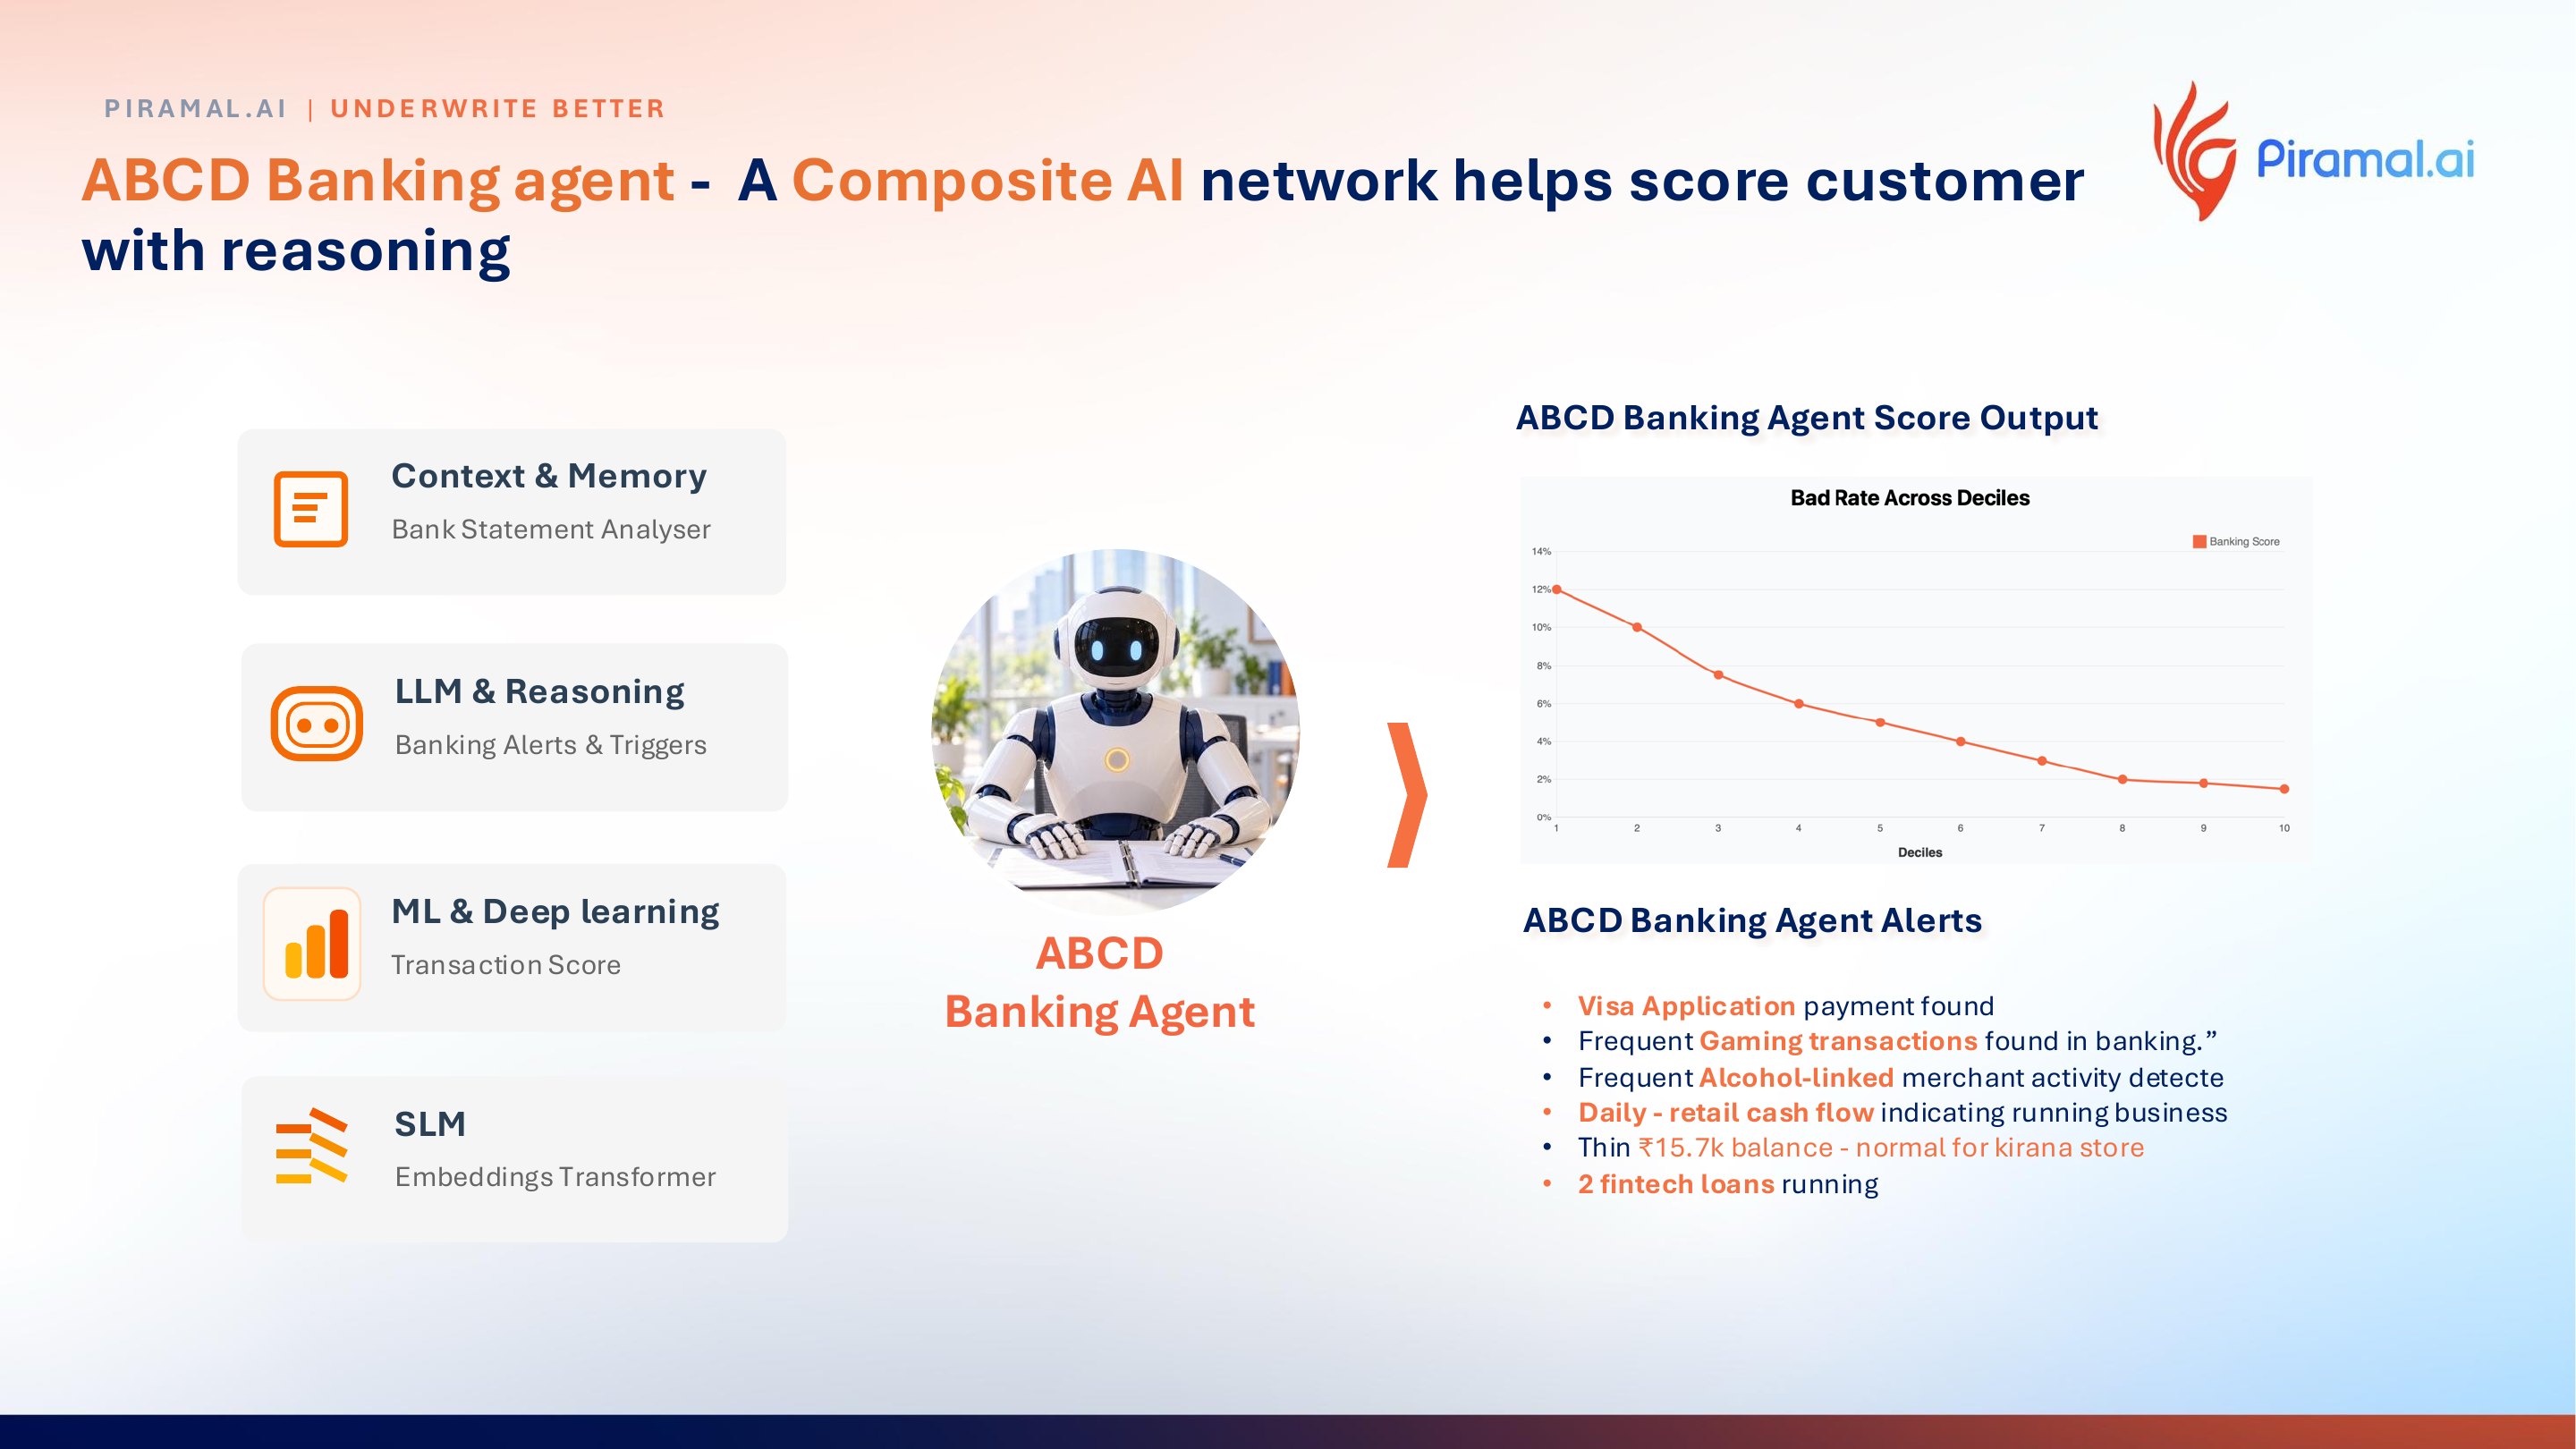 PIRAMAL.AI | UNDERWRITE BETTER
ABCD Banking agent - A Composite AI network helps score customer
with reasoning
Piramal.ai
Context & Memory
Bank Statement Analyser
LLM & Reasoning
Banking Alerts & Triggers
ML & Deep learning
Transaction Score
SLM
Embeddings Transformer
ABCD
Banking Agent
ABCD Banking Agent Score Output
Bad Rate Across Deciles
Banking Score
14%
12%
10%
8%
6%
4%
2%
0%
1 2 3 4 5 6 7 8 9 10
Deciles
ABCD Banking Agent Alerts
• Visa Application payment found
• Frequent Gaming transactions found in banking.”
• Frequent Alcohol-linked merchant activity detecte
• Daily - retail cash flow indicating running business
• Thin ₹15.7k balance - normal for kirana store
• 2 fintech loans running